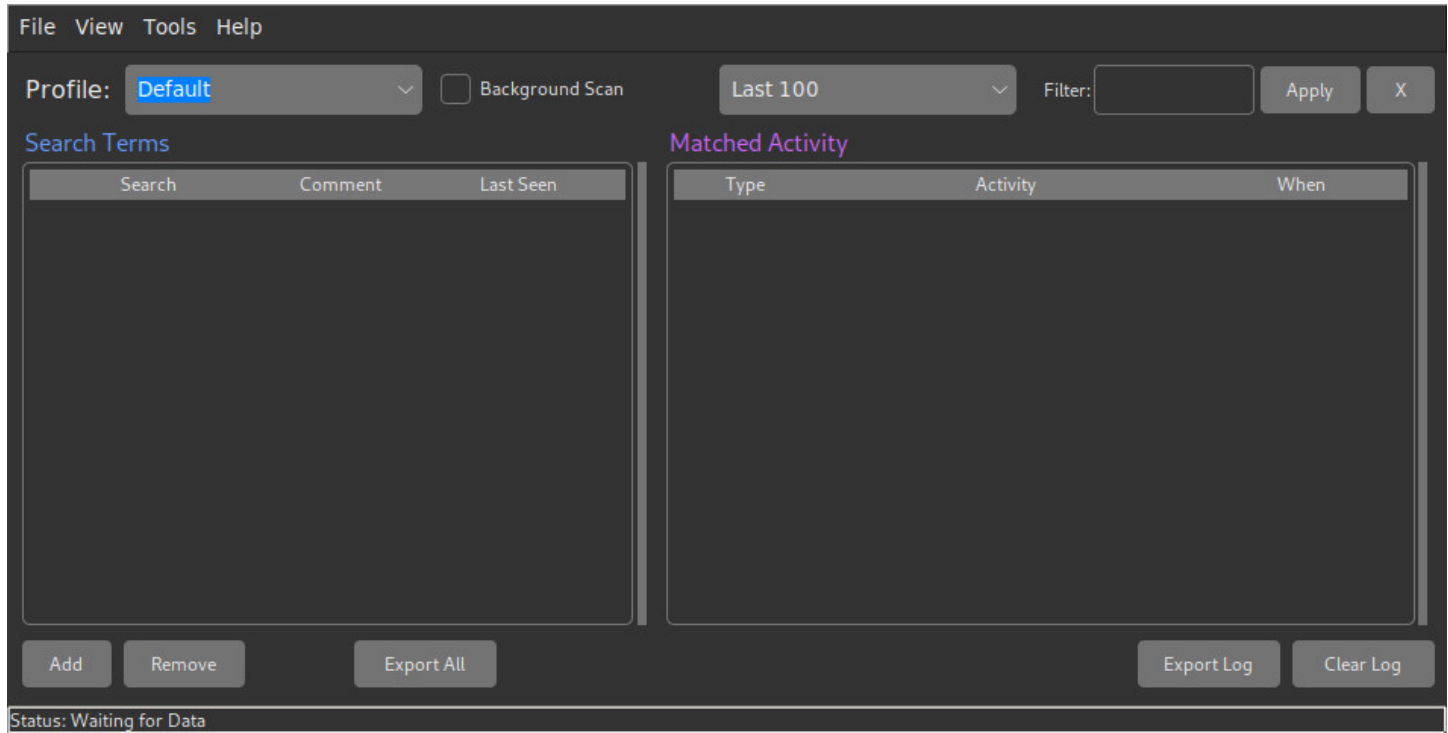 File View Tools Help
Profile: Default Background Scan Last 100 Filter: Apply X
Search Terms Matched Activity
Search Comment Last Seen Type Activity When
Add Remove Export All Export Log Clear Log
Status: Waiting for Data